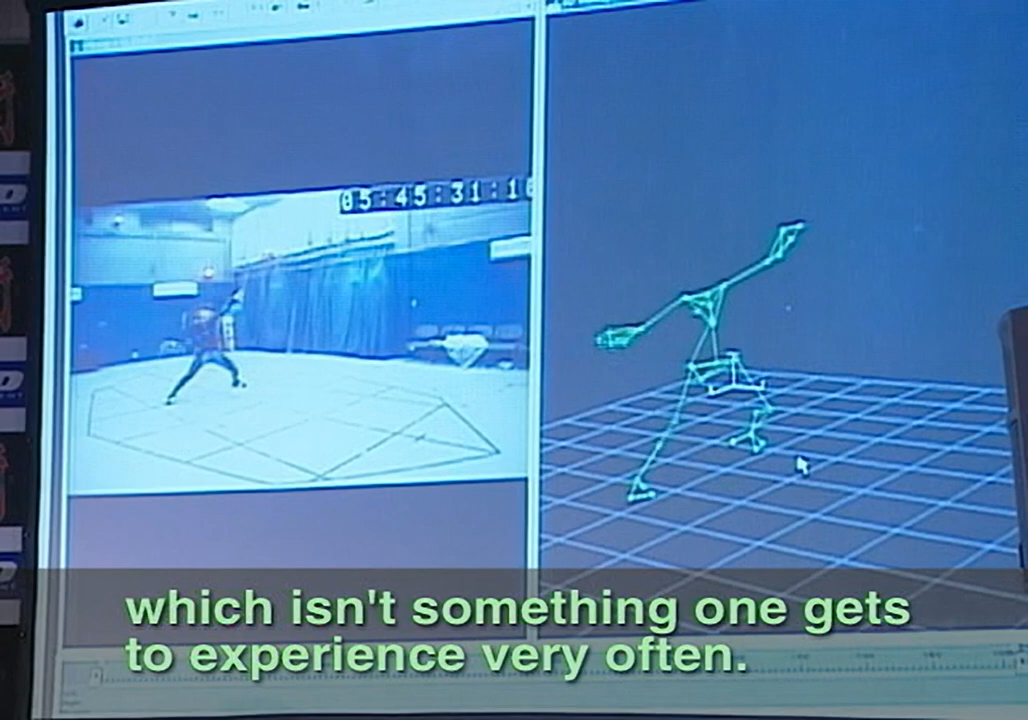 05:45:31:1
which isn't something one gets
to experience very often.